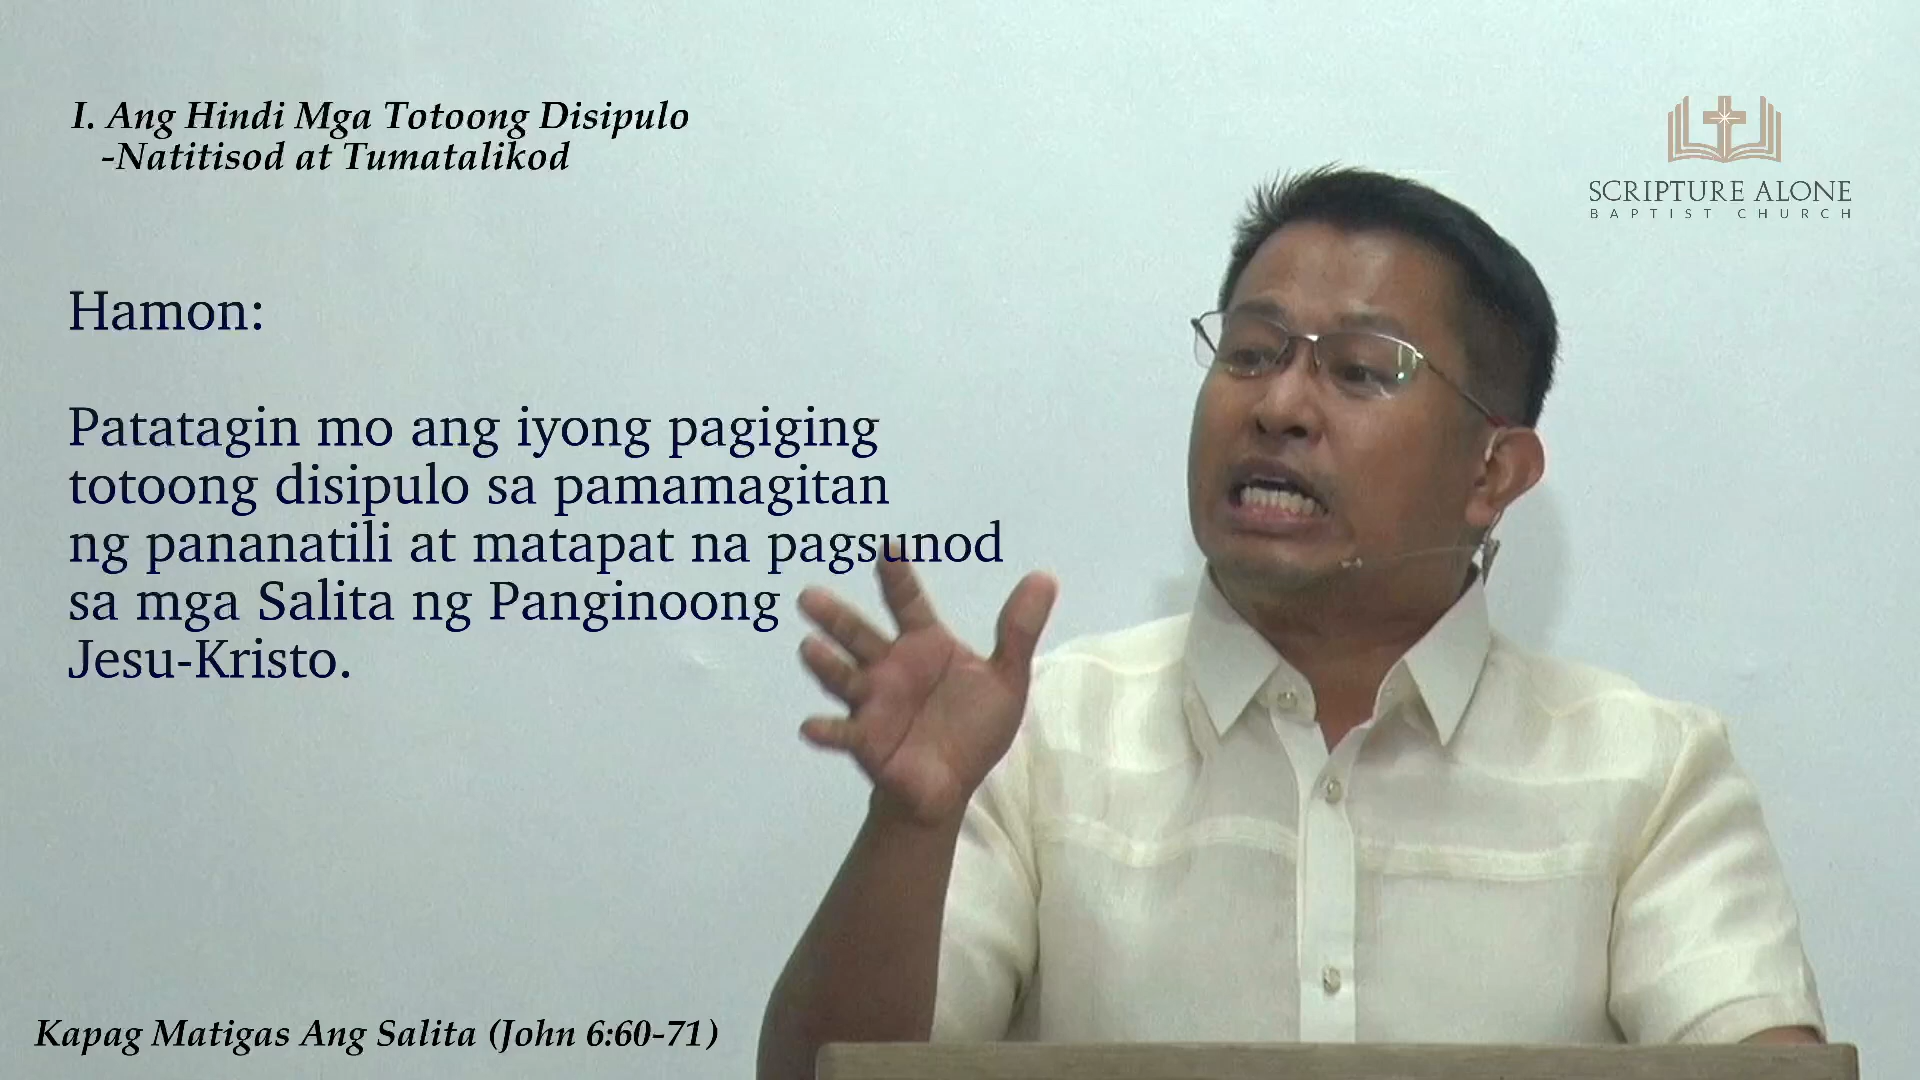 I. Ang Hindi Mga Totoong Disipulo
-Natitisod at Tumatalikod
SCRIPTURE ALONE
BAPTIST CHURCH
Hamon:
Patatagin mo ang iyong pagiging
totoong disipulo sa pamamagitan
ng pananatili at matapat na pagsunod
sa mga Salita ng Panginoong
Jesu-Kristo.
Kapag Matigas Ang Salita (John 6:60-71)